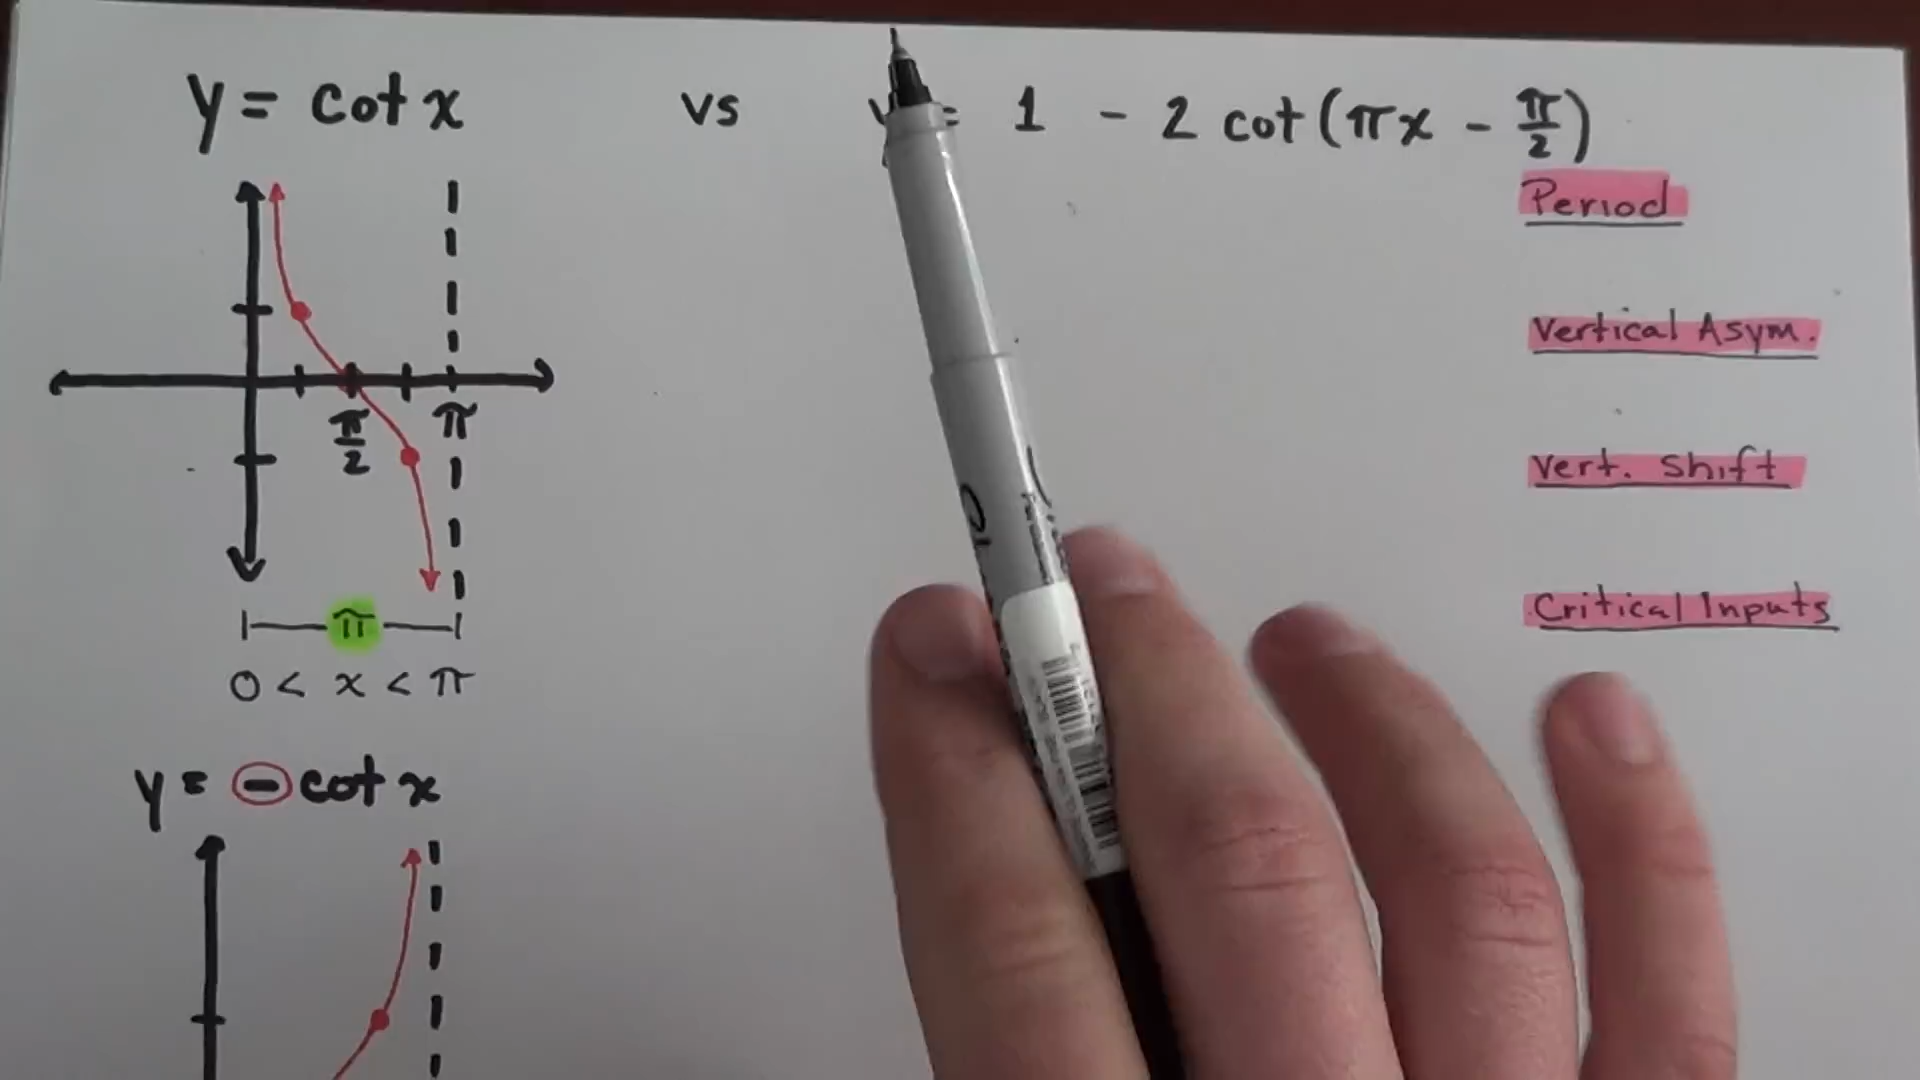 y = cot x vs y = 1 - 2 cot(πx - π/2)
Period
Vertical Asym.
Vert. Shift
Critical Inputs
π/2 π
π
0 < x < π
y = - cot x